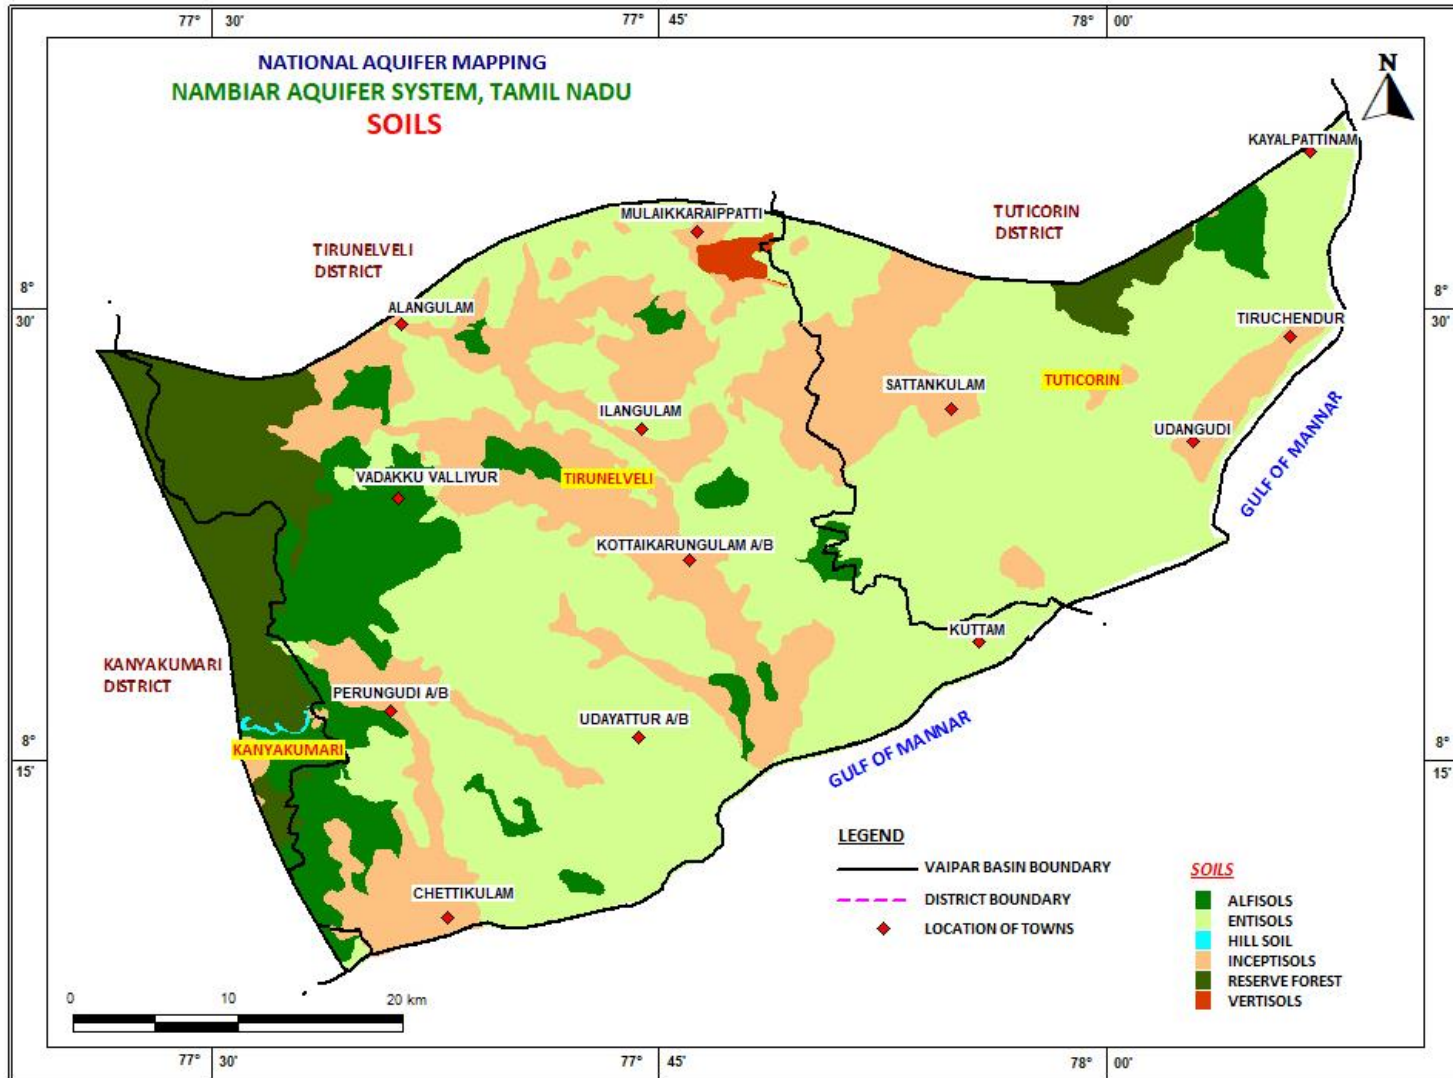 77° 30'
77° 45'
78° 00'
NATIONAL AQUIFER MAPPING
NAMBIAR AQUIFER SYSTEM, TAMIL NADU
SOILS
N
KAYALPATTINAM
MULAIKKARAIPPATTI
TUTICORIN
DISTRICT
TIRUNELVELI
DISTRICT
8°
30'
8°
30'
ALANGULAM
TIRUCHENDUR
SATTANKULAM
TUTICORIN
ILANGULAM
UDANGUDI
VADAKKU VALLIYUR
TIRUNELVELI
GULF OF MANNAR
KOTTAIKARUNGULAM A/B
KUTTAM
KANYAKUMARI
DISTRICT
PERUNGUDI A/B
UDAYATTUR A/B
KANYAKUMARI
GULF OF MANNAR
8°
15'
8°
15'
CHETTIKULAM
LEGEND
VAIPAR BASIN BOUNDARY
DISTRICT BOUNDARY
LOCATION OF TOWNS
SOILS
ALFISOLS
ENTISOLS
HILL SOIL
INCEPTISOLS
RESERVE FOREST
VERTISOLS
0 10 20 km
77° 30'
77° 45'
78° 00'